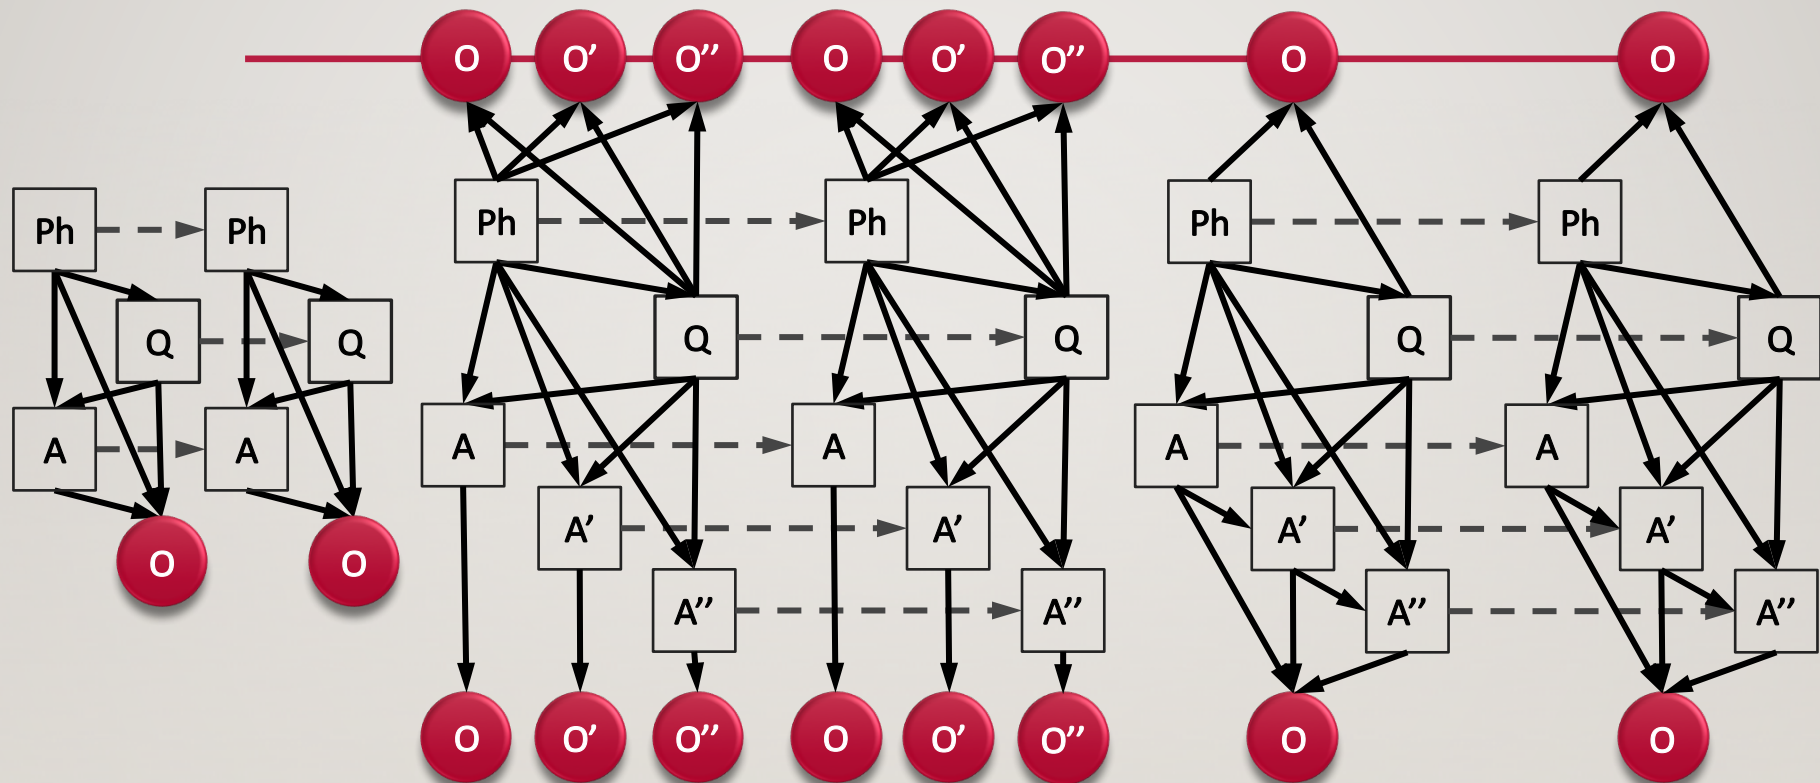 O O' O'' O O' O'' O O
Ph Ph Ph Ph Ph Ph
Q Q Q Q Q Q
A A A A A A
A' A' A' A'
O O
A'' A'' A'' A''
O O' O'' O O' O'' O O